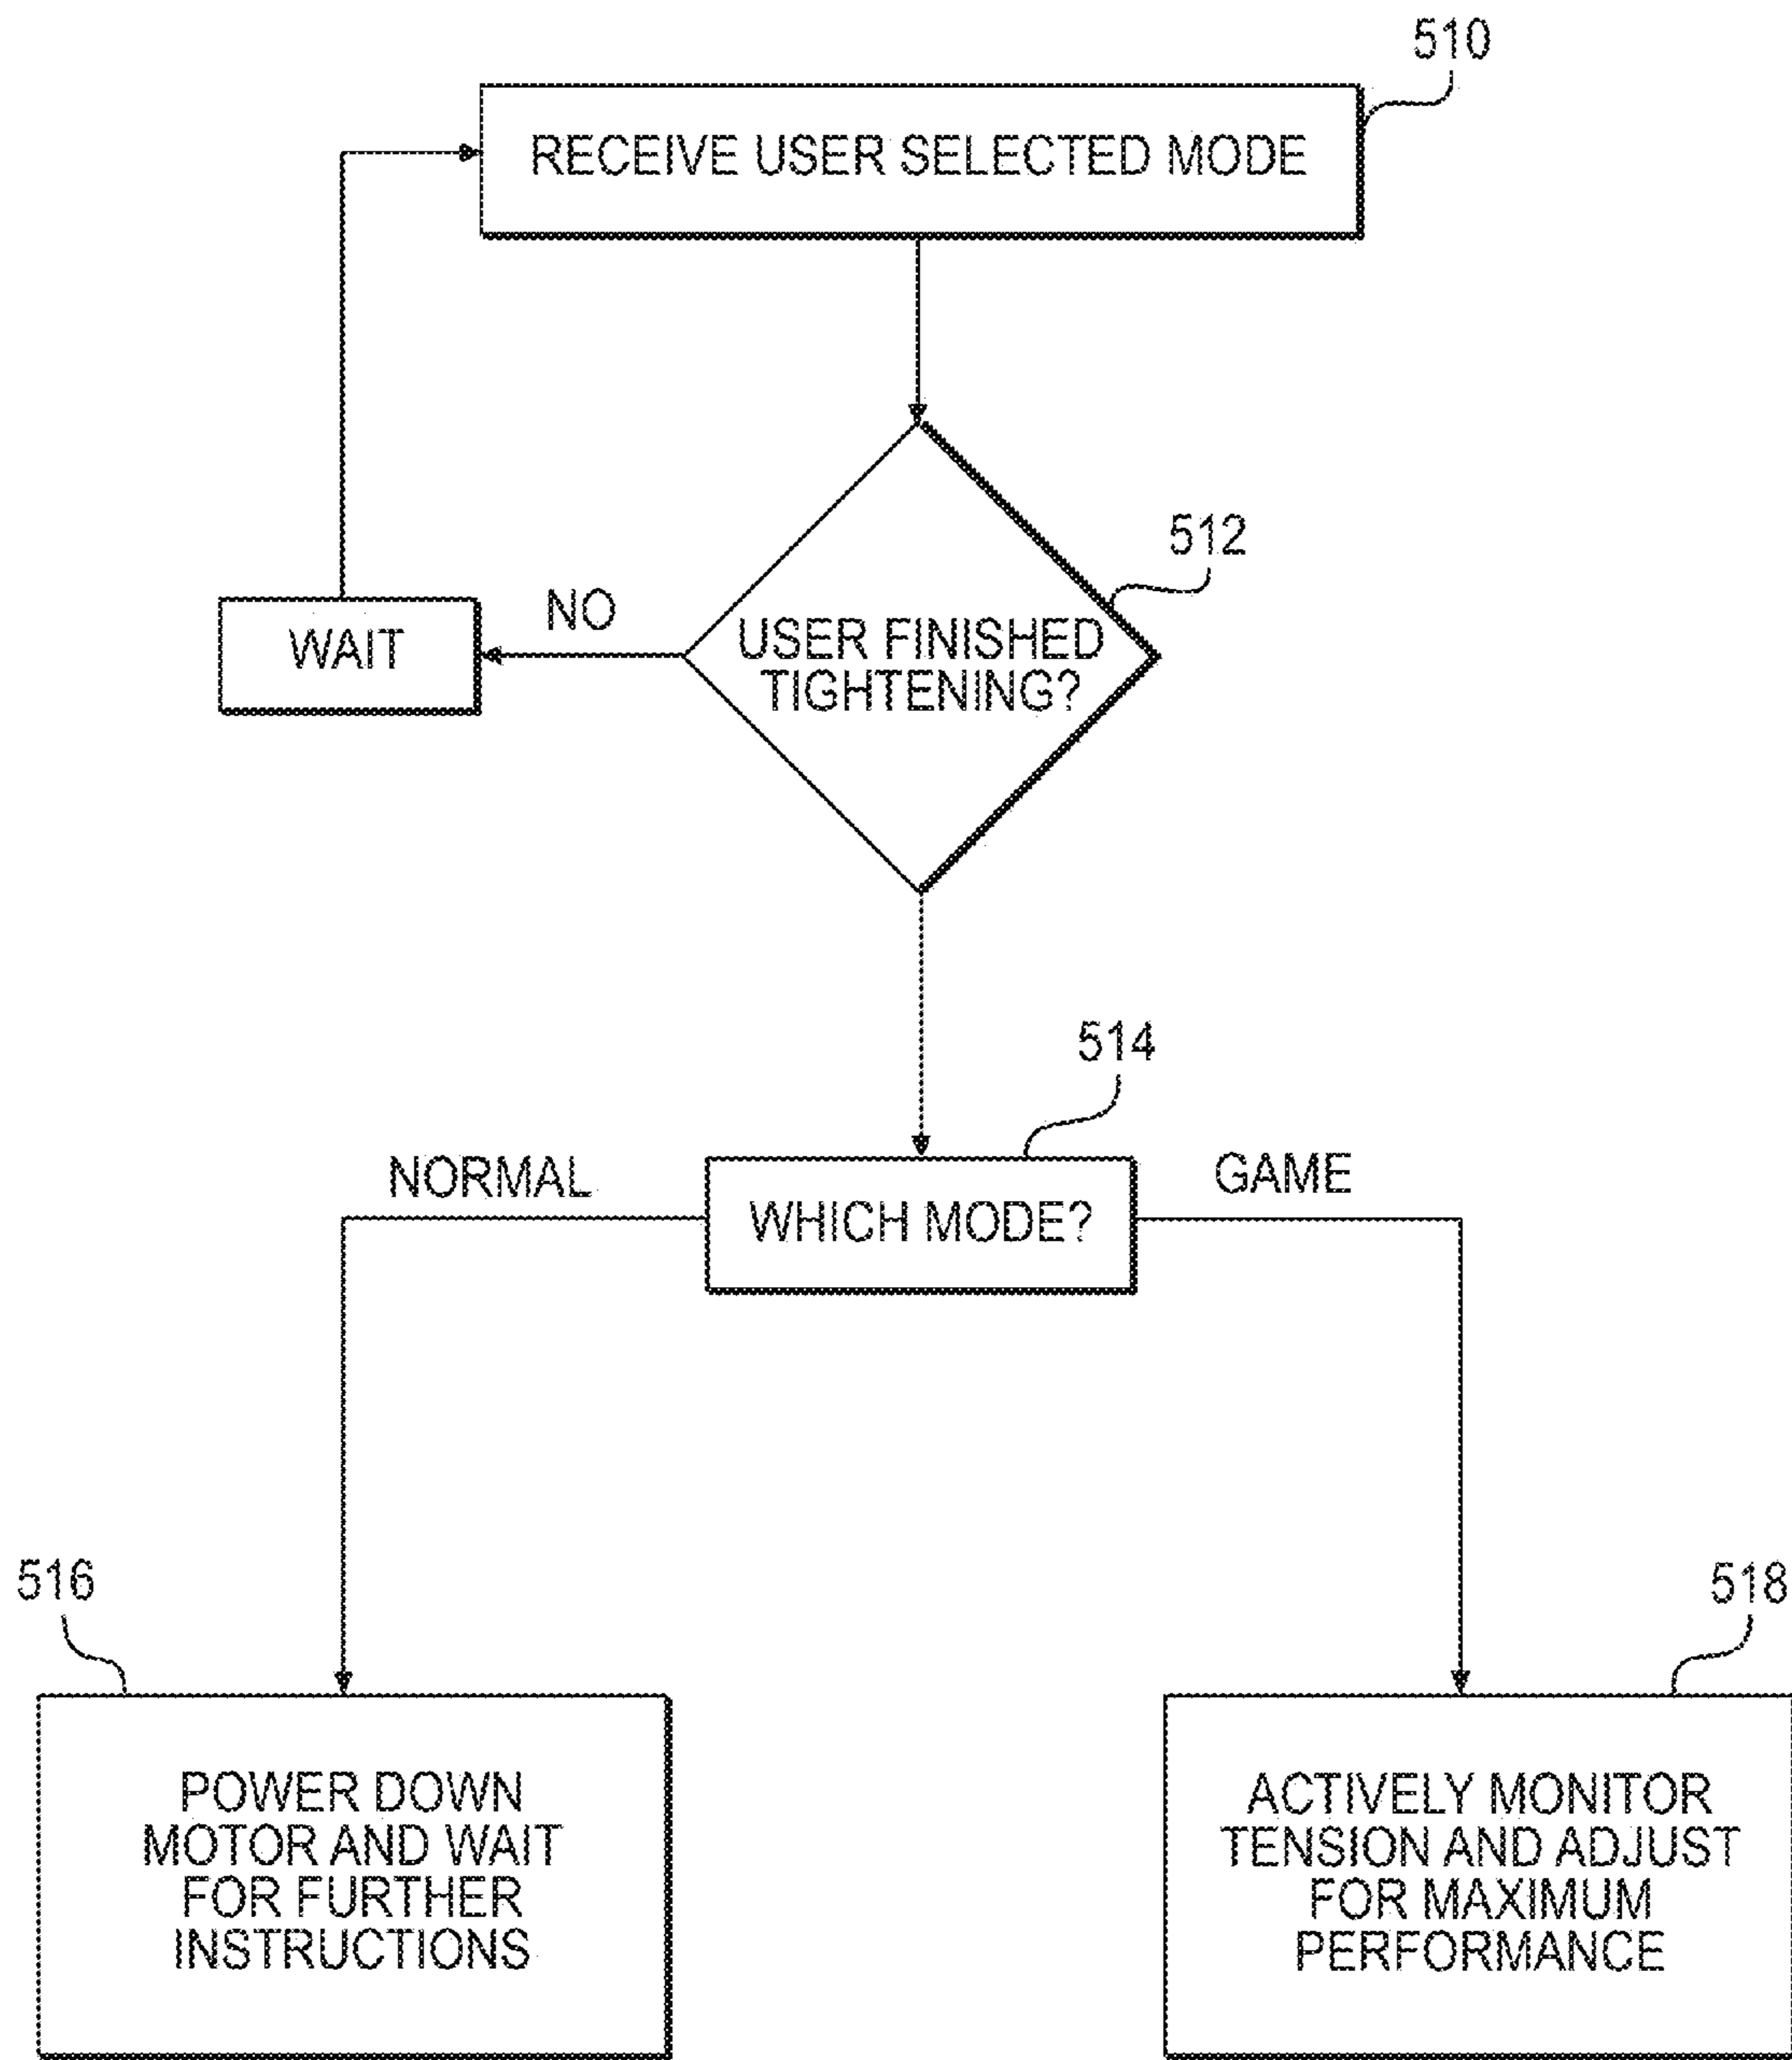 510
RECEIVE USER SELECTED MODE
512
USER FINISHED
TIGHTENING?
NO
WAIT
514
NORMAL
WHICH MODE?
GAME
516
POWER DOWN
MOTOR AND WAIT
FOR FURTHER
INSTRUCTIONS
518
ACTIVELY MONITOR
TENSION AND ADJUST
FOR MAXIMUM
PERFORMANCE